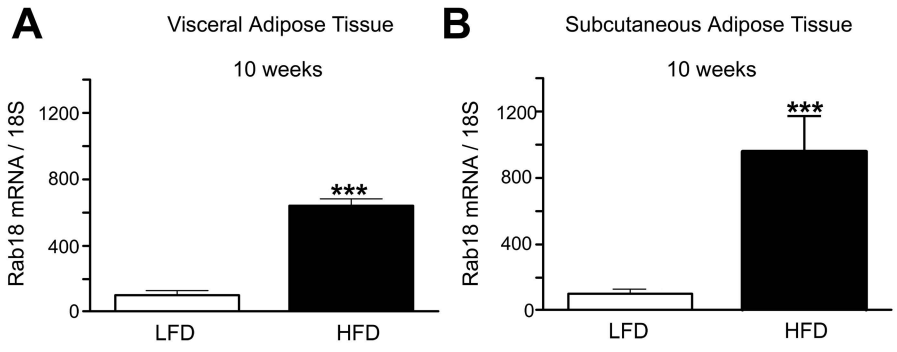 A
Visceral Adipose Tissue
10 weeks
Rab18 mRNA / 18S
1200
800
400
0
***
LFD
HFD
B
Subcutaneous Adipose Tissue
10 weeks
Rab18 mRNA / 18S
1200
800
400
0
***
LFD
HFD